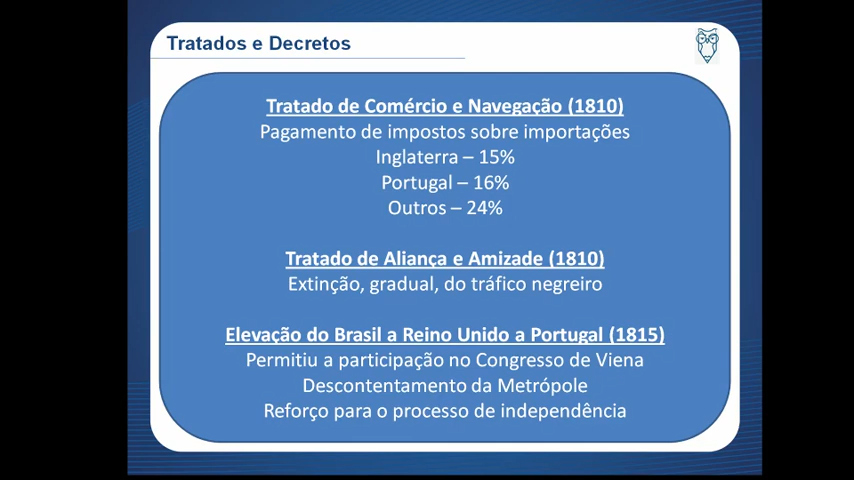 Tratados e Decretos
Tratado de Comércio e Navegação (1810)
Pagamento de impostos sobre importações
Inglaterra – 15%
Portugal – 16%
Outros – 24%
Tratado de Aliança e Amizade (1810)
Extinção, gradual, do tráfico negreiro
Elevação do Brasil a Reino Unido a Portugal (1815)
Permitiu a participação no Congresso de Viena
Descontentamento da Metrópole
Reforço para o processo de independência